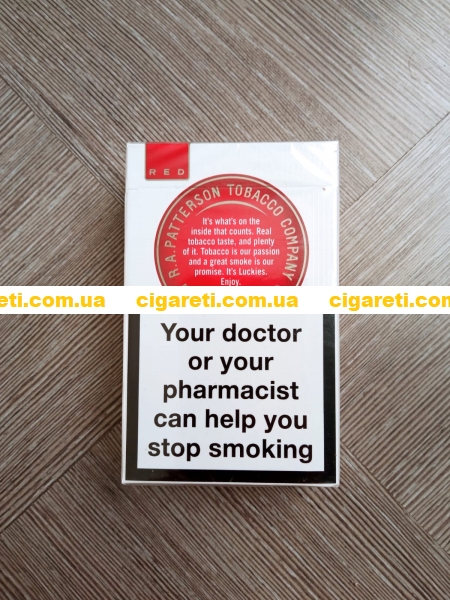 RED
R.A.PATTERSON TOBACCO COMPANY
It's what's on the
inside that counts. Real
tobacco taste, and plenty
of it. Tobacco is our passion
and a great smoke is our
promise. It's Luckies.
Enjoy.
eti.com.ua cigareti.com.ua cigareti.com
Your doctor
or your
pharmacist
can help you
stop smoking